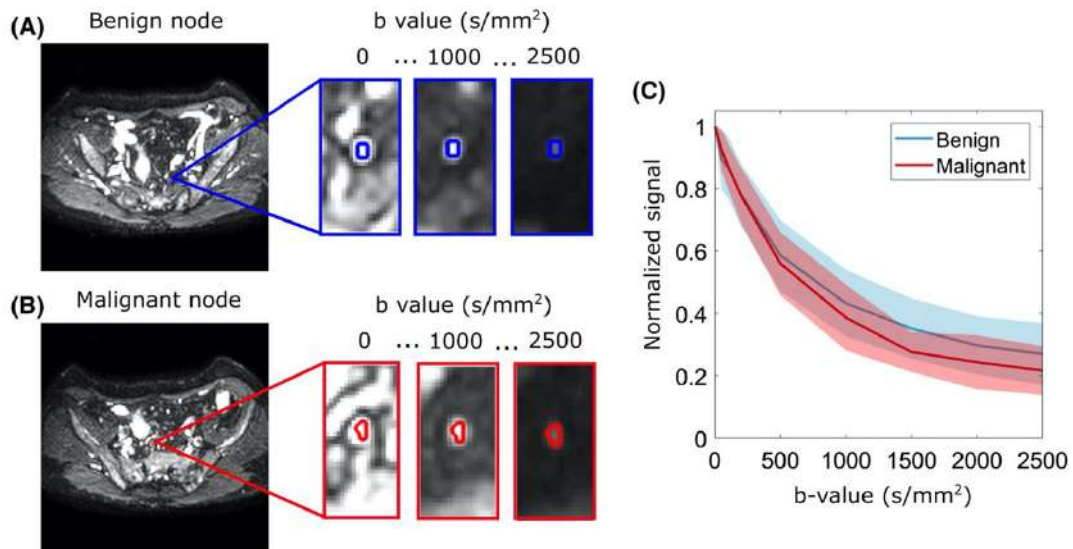 (A)
Benign node
b value (s/mm²)
0 ... 1000 ... 2500
(B)
Malignant node
b value (s/mm²)
0 ... 1000 ... 2500
(C)
Benign
Malignant
Normalized signal
1
0.8
0.6
0.4
0.2
0
0 500 1000 1500 2000 2500
b-value (s/mm²)